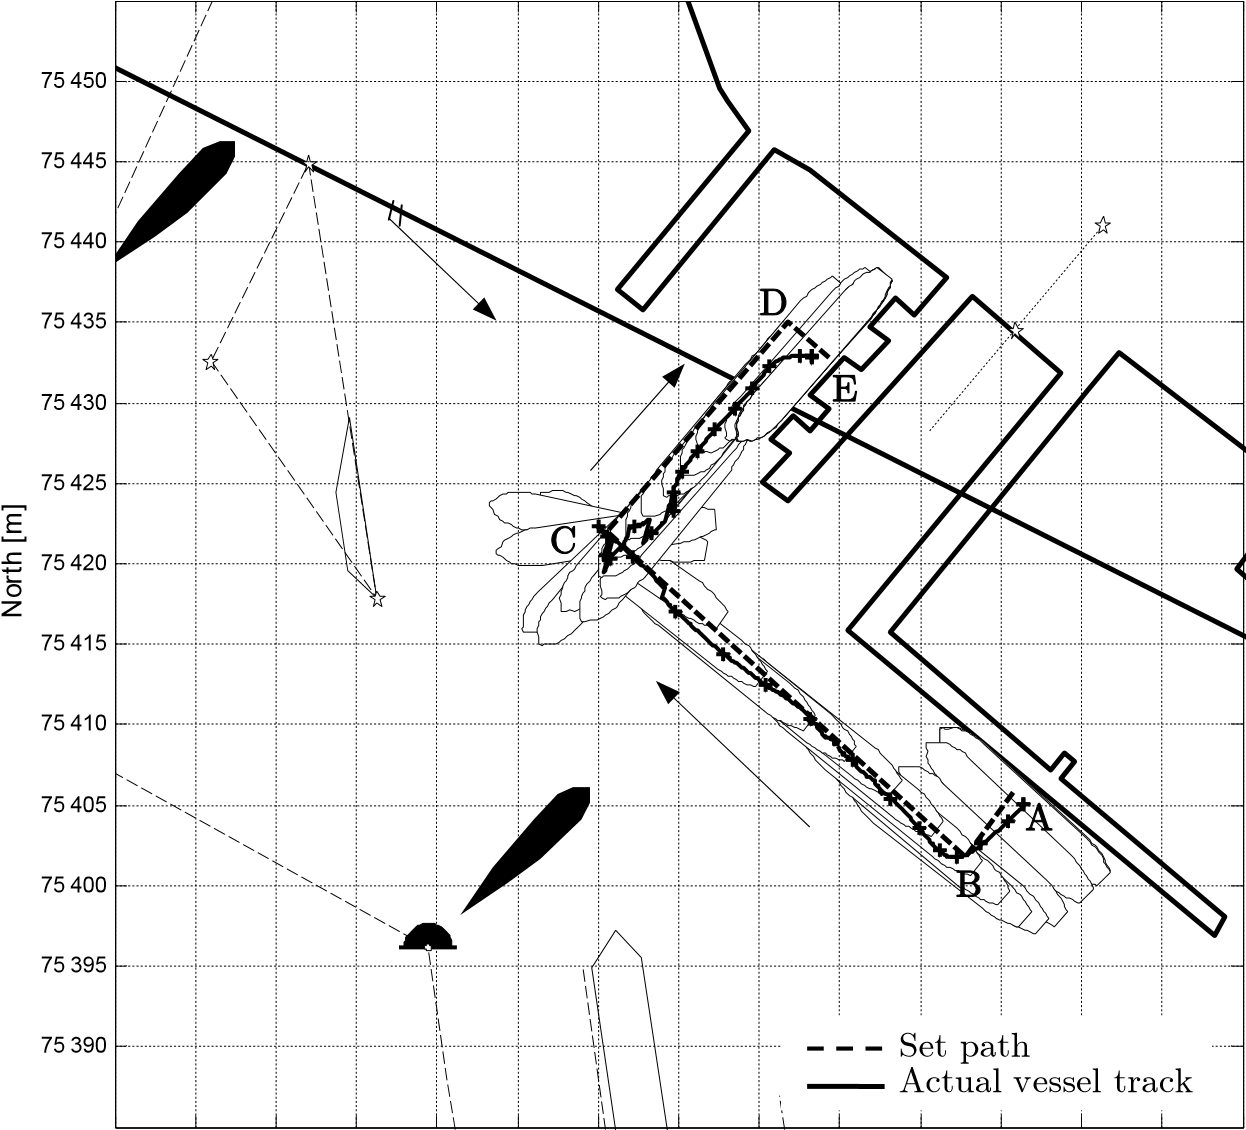 75 450
75 445
75 440
75 435
75 430
75 425
75 420
75 415
75 410
75 405
75 400
75 395
75 390
North [m]
D
E
C
A
B
Set path
Actual vessel track